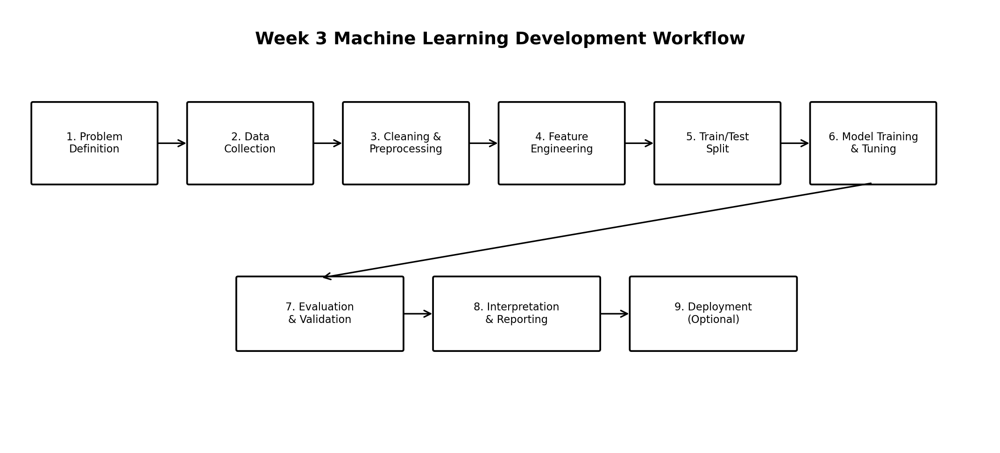 Week 3 Machine Learning Development Workflow
1. Problem
Definition
2. Data
Collection
3. Cleaning &
Preprocessing
4. Feature
Engineering
5. Train/Test
Split
6. Model Training
& Tuning
7. Evaluation
& Validation
8. Interpretation
& Reporting
9. Deployment
(Optional)